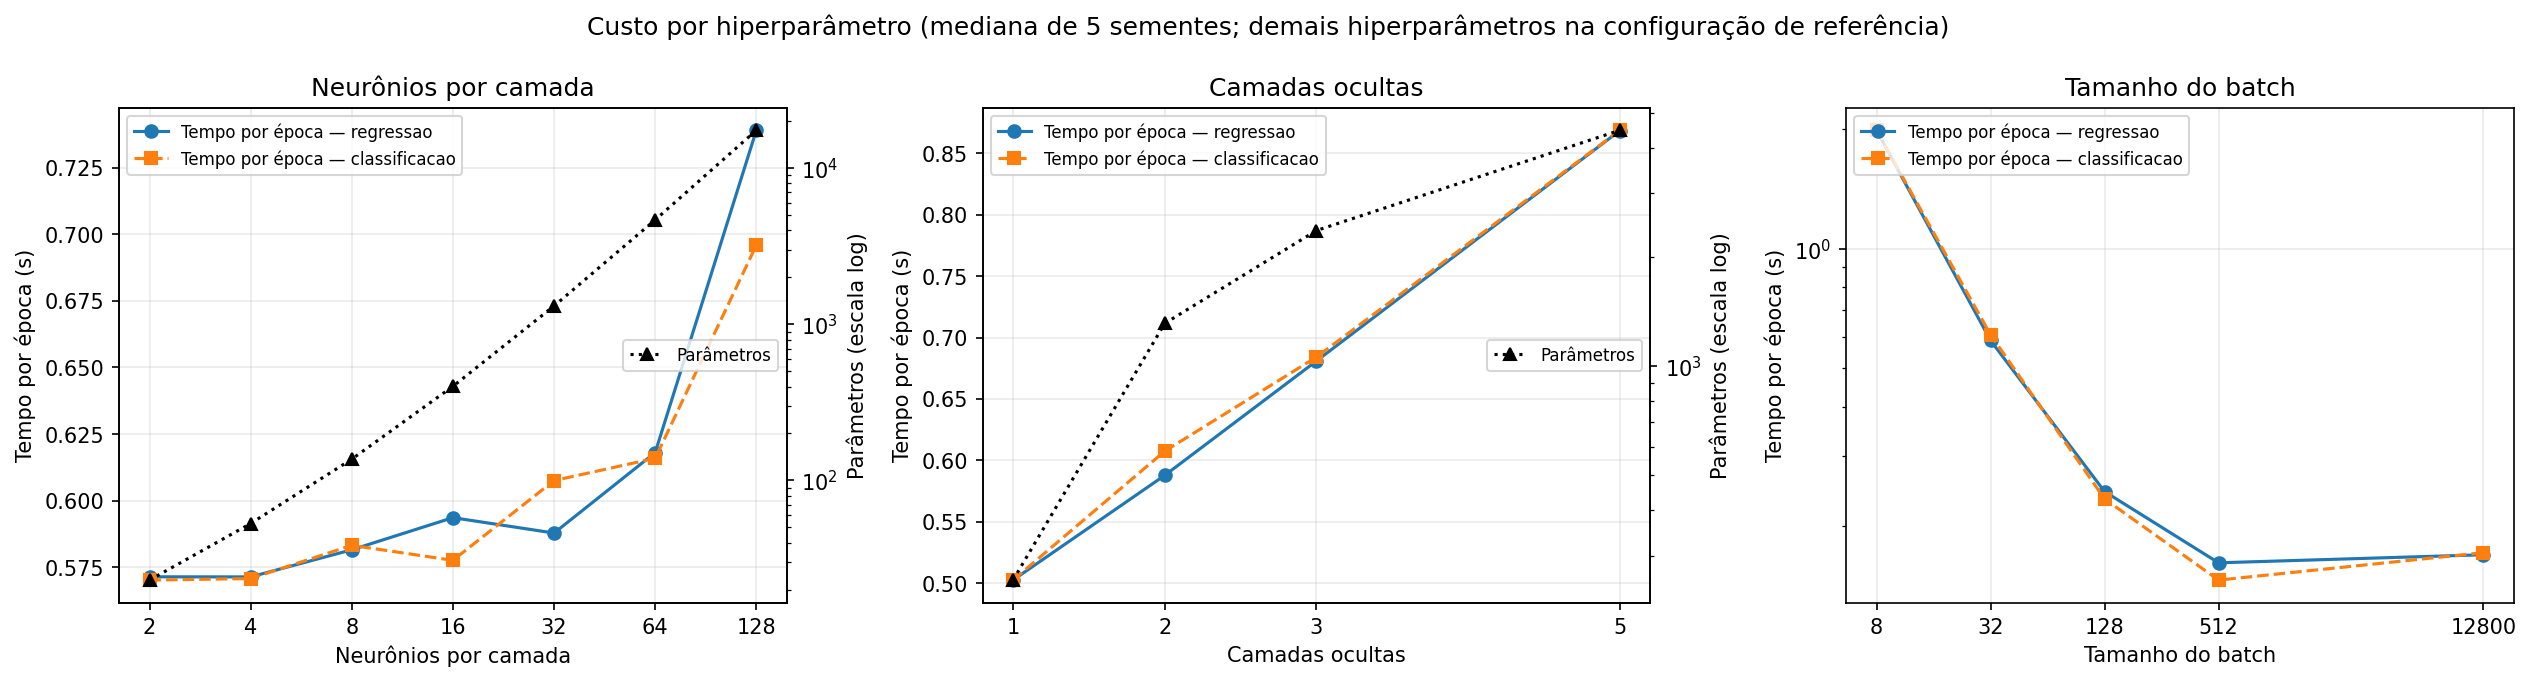 Custo por hiperparâmetro (mediana de 5 sementes; demais hiperparâmetros na configuração de referência)
Neurônios por camada
Tempo por época — regressao
Tempo por época — classificacao
Parâmetros
Tempo por época (s)
0.725
0.700
0.675
0.650
0.625
0.600
0.575
10^4
10^3
10^2
Parâmetros (escala log)
2 4 8 16 32 64 128
Neurônios por camada
Camadas ocultas
Tempo por época — regressao
Tempo por época — classificacao
Parâmetros
Tempo por época (s)
0.85
0.80
0.75
0.70
0.65
0.60
0.55
0.50
10^3
Parâmetros (escala log)
1 2 3 5
Camadas ocultas
Tamanho do batch
Tempo por época — regressao
Tempo por época — classificacao
Tempo por época (s)
10^0
8 32 128 512 12800
Tamanho do batch